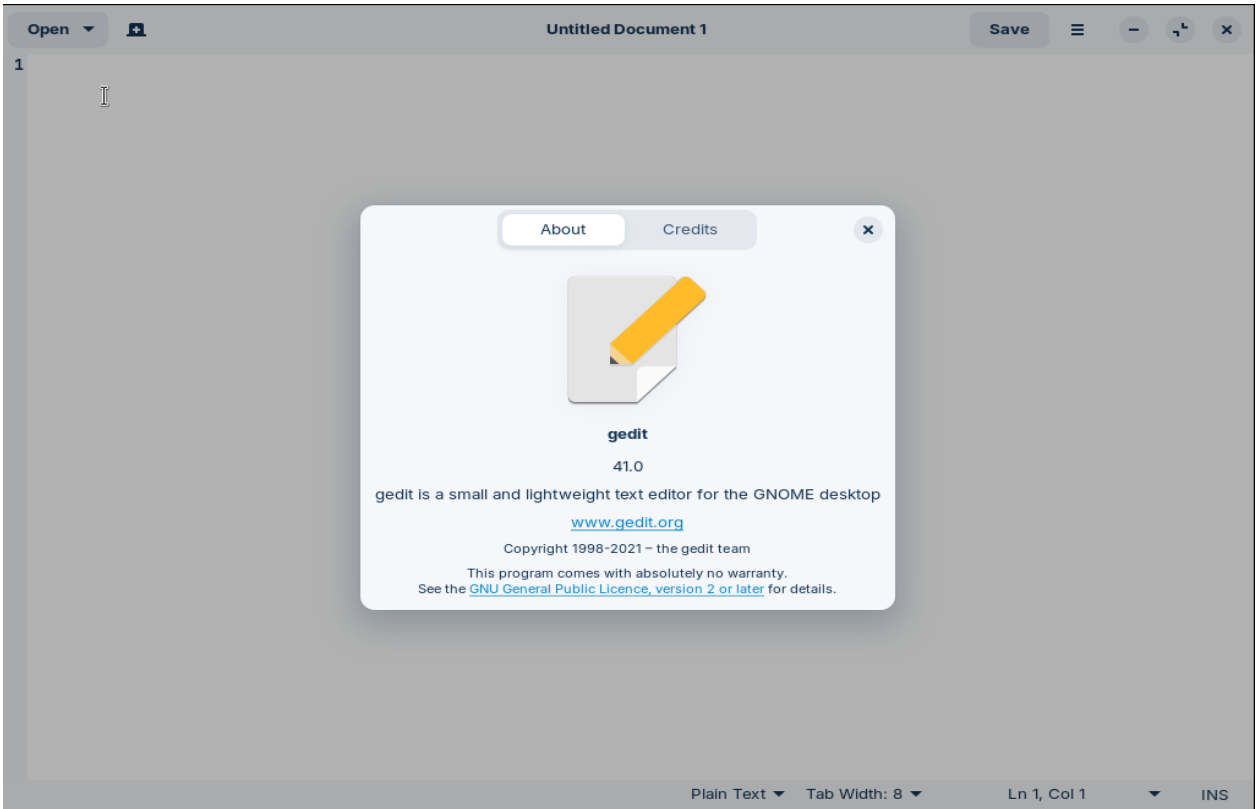 Open
Untitled Document 1
Save
1
About
Credits
gedit
41.0
gedit is a small and lightweight text editor for the GNOME desktop
www.gedit.org
Copyright 1998-2021 – the gedit team
This program comes with absolutely no warranty.
See the GNU General Public Licence, version 2 or later for details.
Plain Text
Tab Width: 8
Ln 1, Col 1
INS